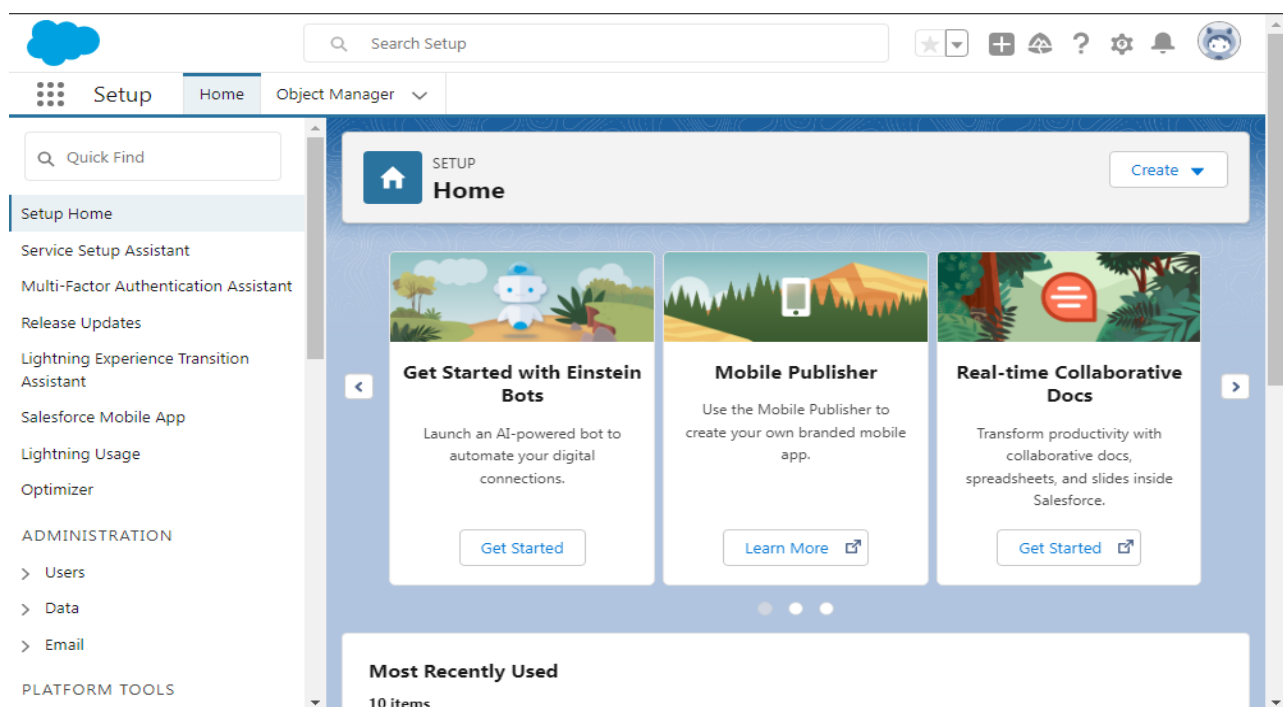 Search Setup
Setup
Home
Object Manager
Quick Find
Setup Home
Service Setup Assistant
Multi-Factor Authentication Assistant
Release Updates
Lightning Experience Transition
Assistant
Salesforce Mobile App
Lightning Usage
Optimizer
ADMINISTRATION
Users
Data
Email
PLATFORM TOOLS
SETUP
Home
Create
Get Started with Einstein
Bots
Launch an AI-powered bot to
automate your digital
connections.
Get Started
Mobile Publisher
Use the Mobile Publisher to
create your own branded mobile
app.
Learn More
Real-time Collaborative
Docs
Transform productivity with
collaborative docs,
spreadsheets, and slides inside
Salesforce.
Get Started
Most Recently Used
10 items